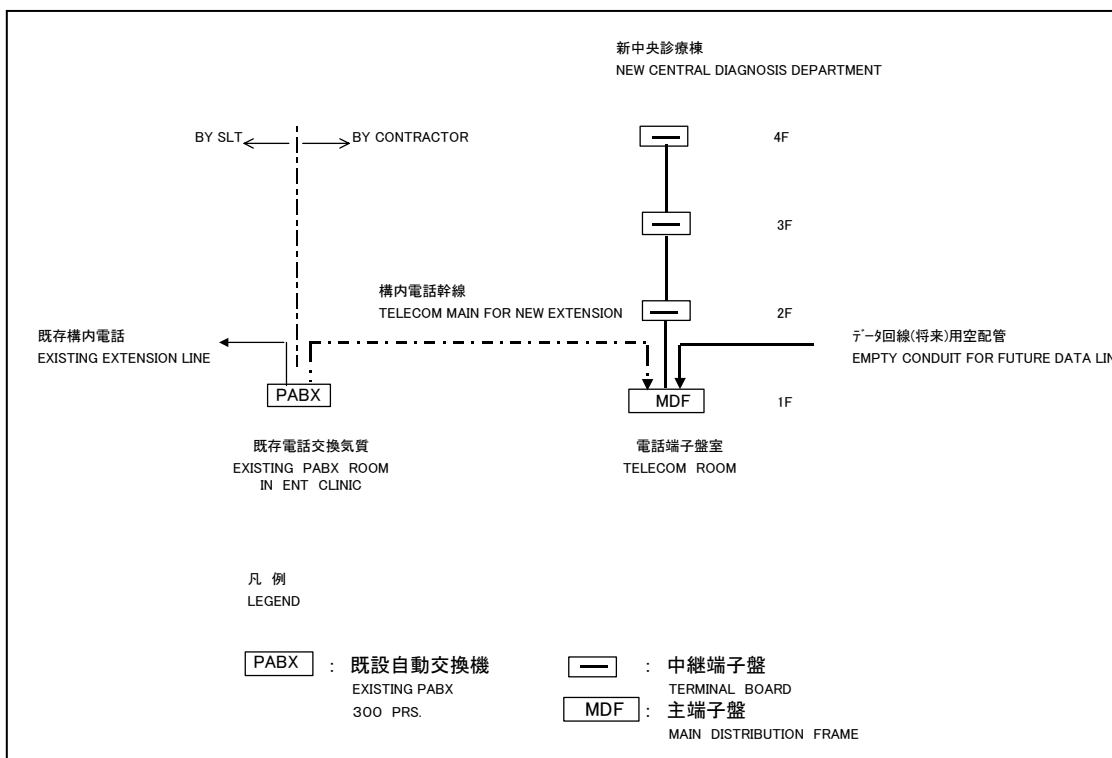 新中央診療棟
NEW CENTRAL DIAGNOSIS DEPARTMENT
BY SLT
BY CONTRACTOR
4F
3F
構内電話幹線
TELECOM MAIN FOR NEW EXTENSION
2F
既存構内電話
EXISTING EXTENSION LINE
データ回線(将来)用空配管
EMPTY CONDUIT FOR FUTURE DATA LIN
PABX
MDF
1F
既存電話交換気質
EXISTING PABX ROOM
IN ENT CLINIC
電話端子盤室
TELECOM ROOM
凡 例
LEGEND
PABX : 既設自動交換機
EXISTING PABX
300 PRS.
: 中継端子盤
TERMINAL BOARD
MDF : 主端子盤
MAIN DISTRIBUTION FRAME